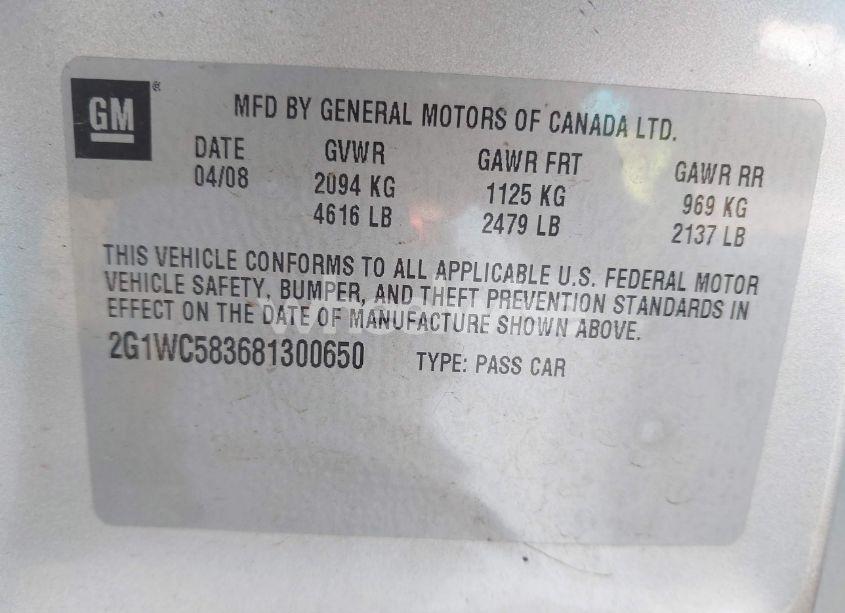 GM®
MFD BY GENERAL MOTORS OF CANADA LTD.
DATE GVWR GAWR FRT GAWR RR
04/08 2094 KG 1125 KG 969 KG
4616 LB 2479 LB 2137 LB
THIS VEHICLE CONFORMS TO ALL APPLICABLE U.S. FEDERAL MOTOR
VEHICLE SAFETY, BUMPER, AND THEFT PREVENTION STANDARDS IN
EFFECT ON THE DATE OF MANUFACTURE SHOWN ABOVE.
2G1WC583681300650 TYPE: PASS CAR